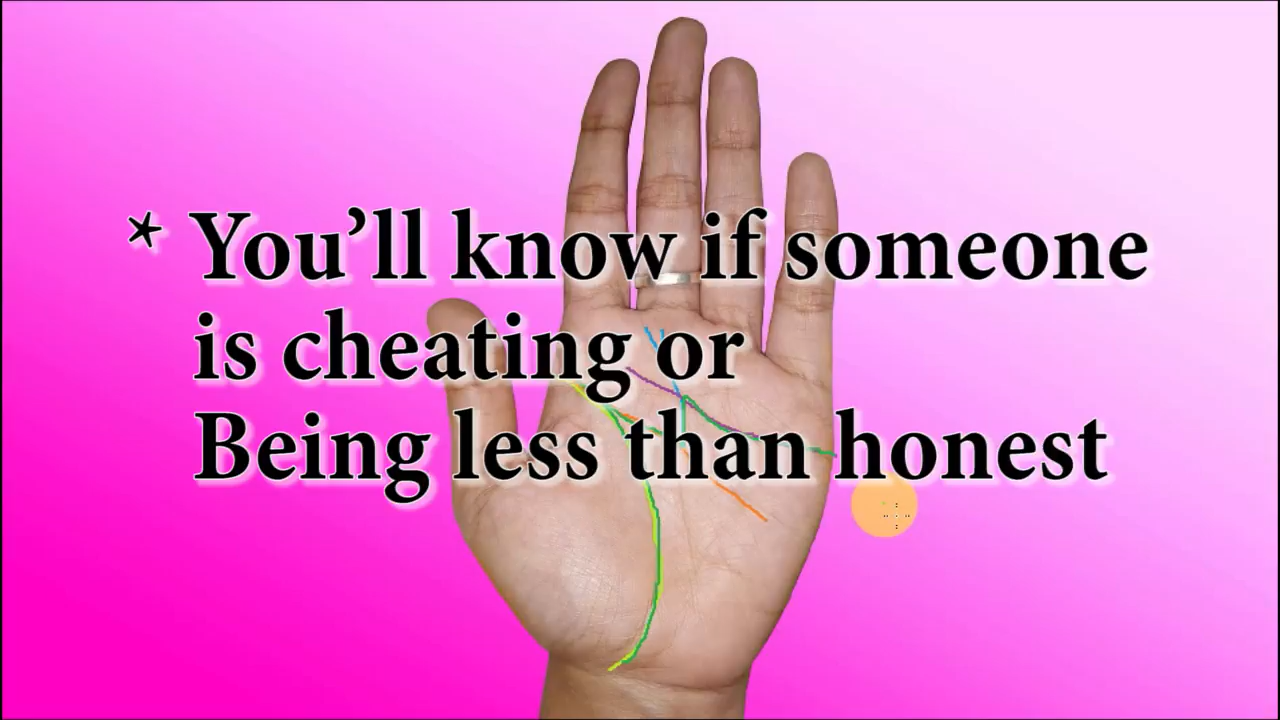 * You'll know if someone
is cheating or
Being less than honest